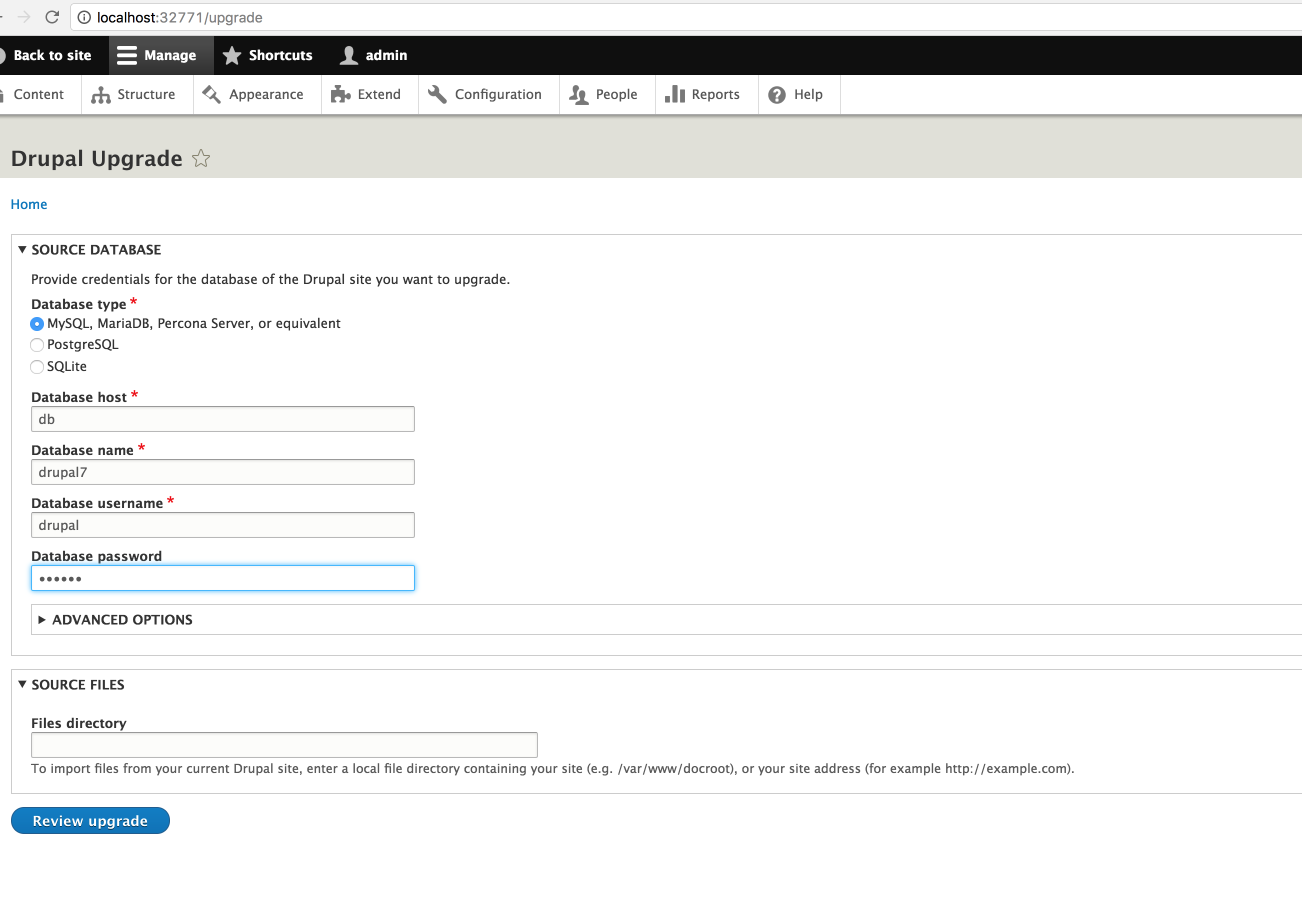 localhost:32771/upgrade
Back to site Manage Shortcuts admin
Content Structure Appearance Extend Configuration People Reports Help
Drupal Upgrade
Home
SOURCE DATABASE
Provide credentials for the database of the Drupal site you want to upgrade.
Database type *
MySQL, MariaDB, Percona Server, or equivalent
PostgreSQL
SQLite
Database host *
db
Database name *
drupal7
Database username *
drupal
Database password
••••••
ADVANCED OPTIONS
SOURCE FILES
Files directory
To import files from your current Drupal site, enter a local file directory containing your site (e.g. /var/www/docroot), or your site address (for example http://example.com).
Review upgrade